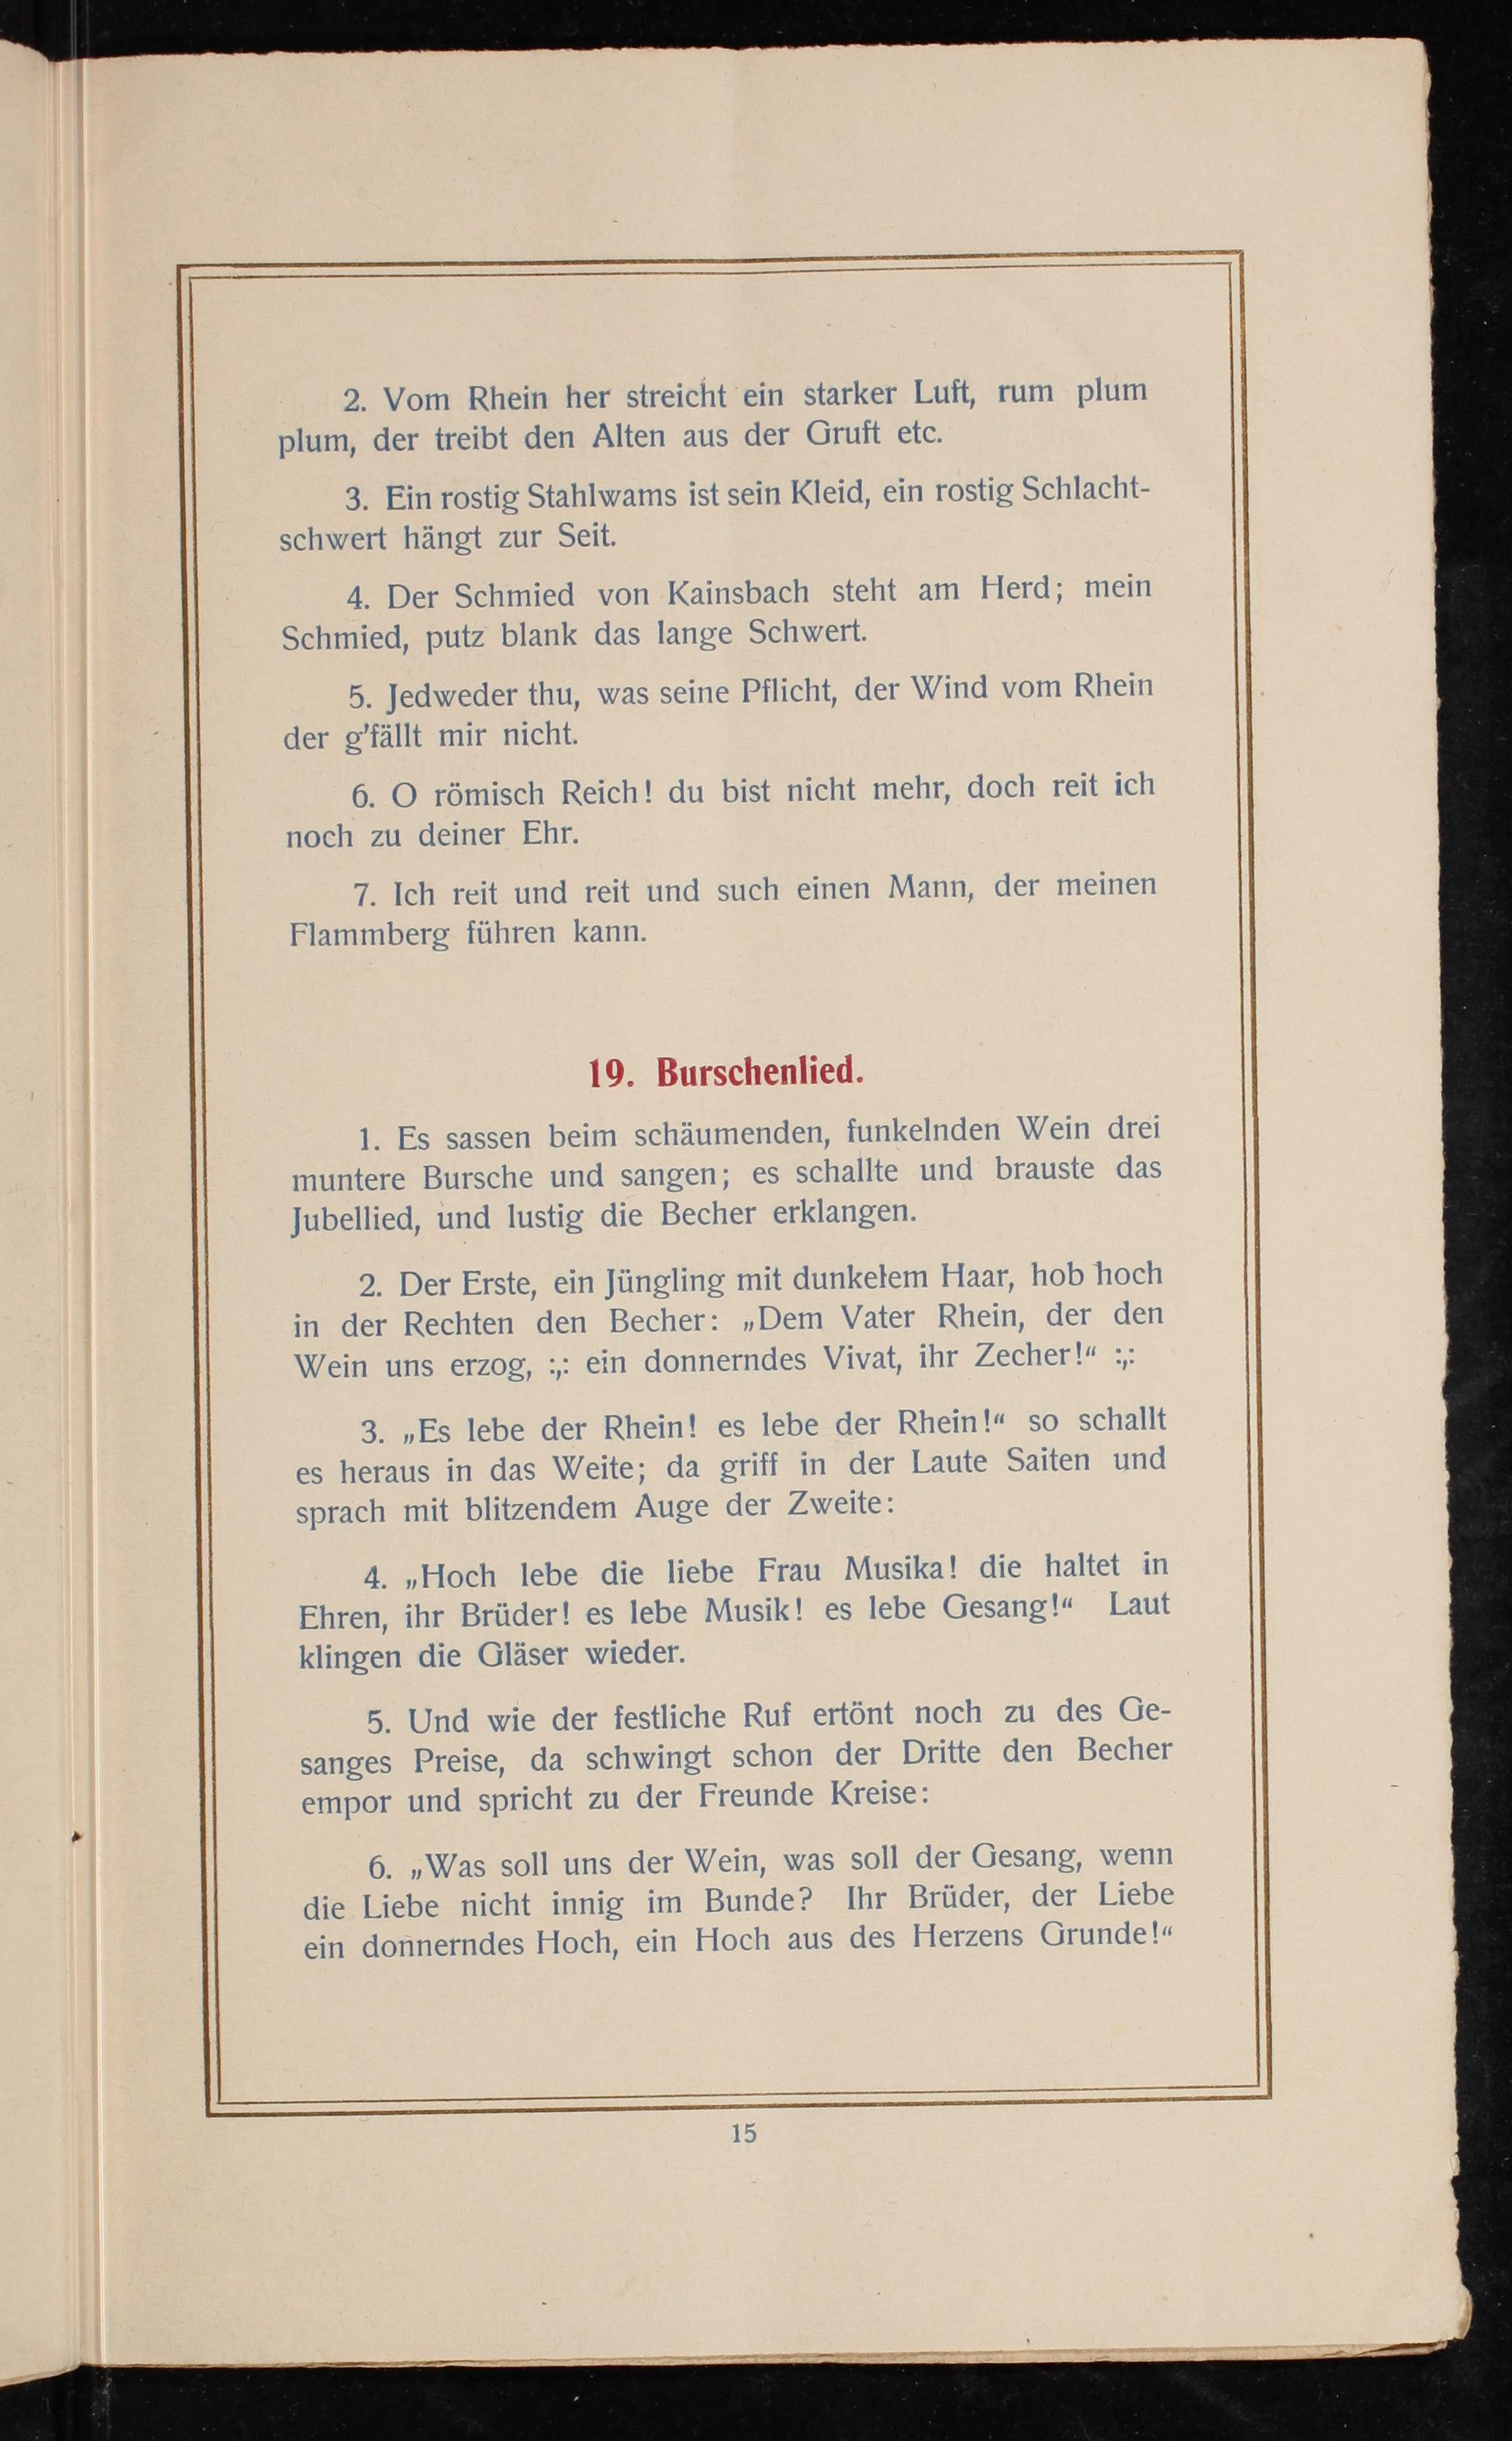 2. Vom Rhein her streicht ein starker Luft, rum plum
plum, der treibt den Alten aus der Gruft etc.
3. Ein rostig Stahlwams ist sein Kleid, ein rostig Schlacht-
schwert hängt zur Seit.
4. Der Schmied von Kainsbach steht am Herd; mein
Schmied, putz blank das lange Schwert.
5. Jedweder thu, was seine Pflicht, der Wind vom Rhein
der g'fällt mir nicht.
6. O römisch Reich! du bist nicht mehr, doch reit ich
noch zu deiner Ehr.
7. Ich reit und reit und such einen Mann, der meinen
Flammberg führen kann.
19. Burschenlied.
1. Es sassen beim schäumenden, funkelnden Wein drei
muntere Bursche und sangen; es schallte und brauste das
Jubellied, und lustig die Becher erklangen.
2. Der Erste, ein Jüngling mit dunkelem Haar, hob hoch
in der Rechten den Becher: „Dem Vater Rhein, der den
Wein uns erzog, :,: ein donnerndes Vivat, ihr Zecher!“ :,:
3. „Es lebe der Rhein! es lebe der Rhein!“ so schallt
es heraus in das Weite; da griff in der Laute Saiten und
sprach mit blitzendem Auge der Zweite:
4. „Hoch lebe die liebe Frau Musika! die haltet in
Ehren, ihr Brüder! es lebe Musik! es lebe Gesang!“ Laut
klingen die Gläser wieder.
5. Und wie der festliche Ruf ertönt noch zu des Ge-
sanges Preise, da schwingt schon der Dritte den Becher
empor und spricht zu der Freunde Kreise:
6. „Was soll uns der Wein, was soll der Gesang, wenn
die Liebe nicht innig im Bunde? Ihr Brüder, der Liebe
ein donnerndes Hoch, ein Hoch aus des Herzens Grunde!“
15